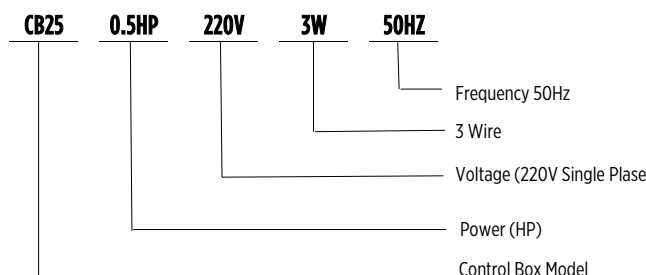 CB25 0.5HP 220V 3W 50HZ
Frequency 50Hz
3 Wire
Voltage (220V Single Plase
Power (HP)
Control Box Model